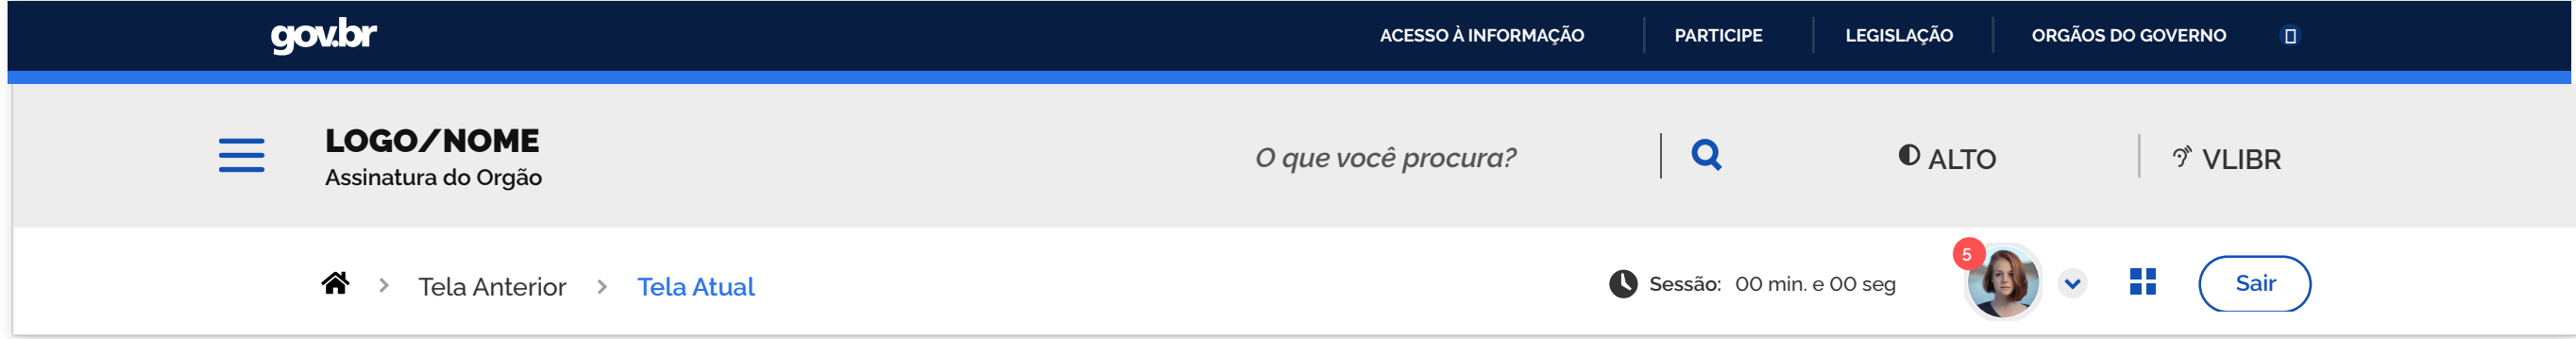 gov.br
ACESSO À INFORMAÇÃO
PARTICIPE
LEGISLAÇÃO
ORGÃOS DO GOVERNO
LOGO/NOME
Assinatura do Orgão
O que você procura?
ALTO
VLIBR
Tela Anterior
Tela Atual
Sessão: 00 min. e 00 seg
5
Sair